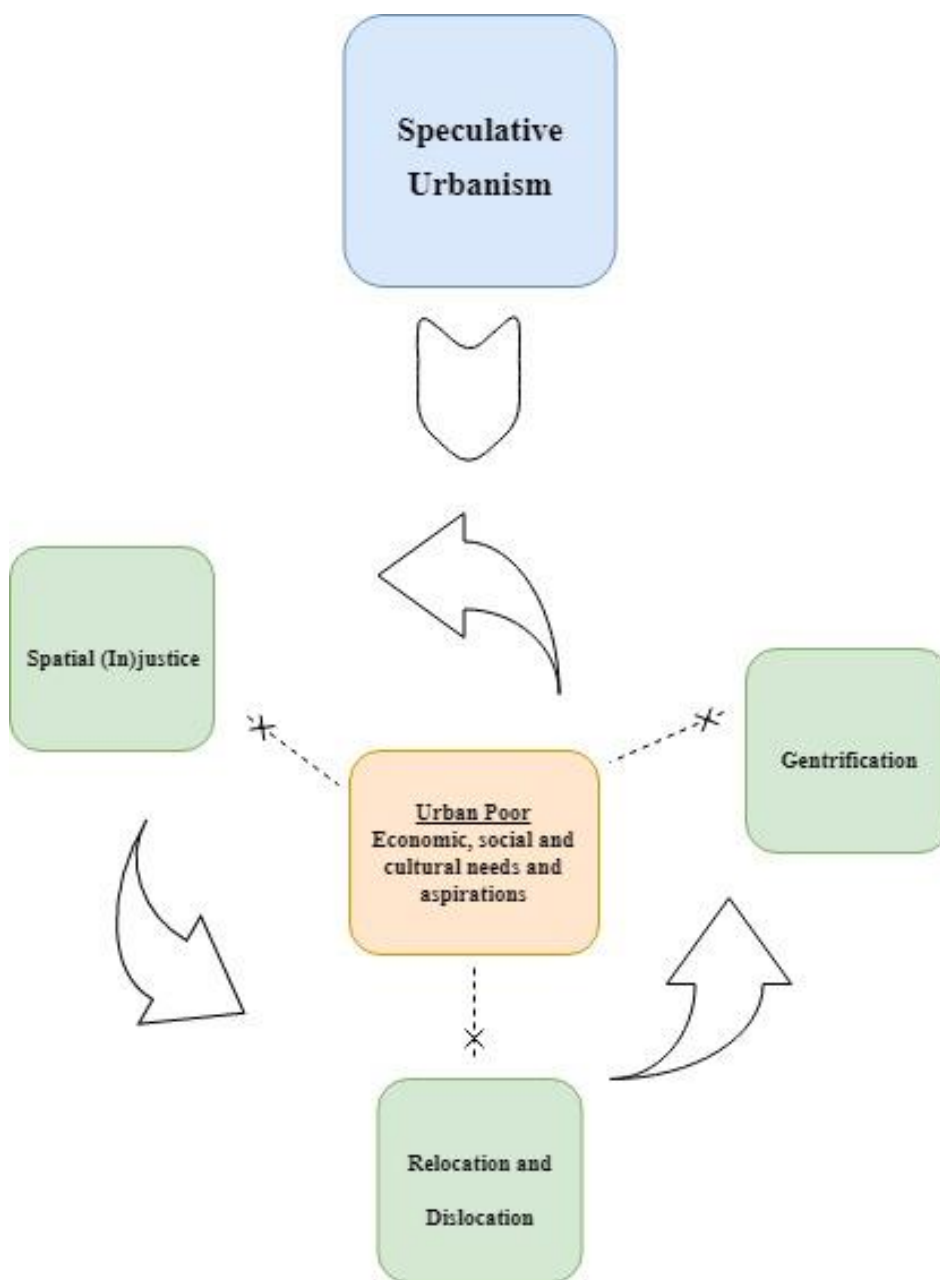 Speculative
Urbanism
Spatial (In)justice
Gentrification
Urban Poor
Economic, social and
cultural needs and
aspirations
Relocation and
Dislocation